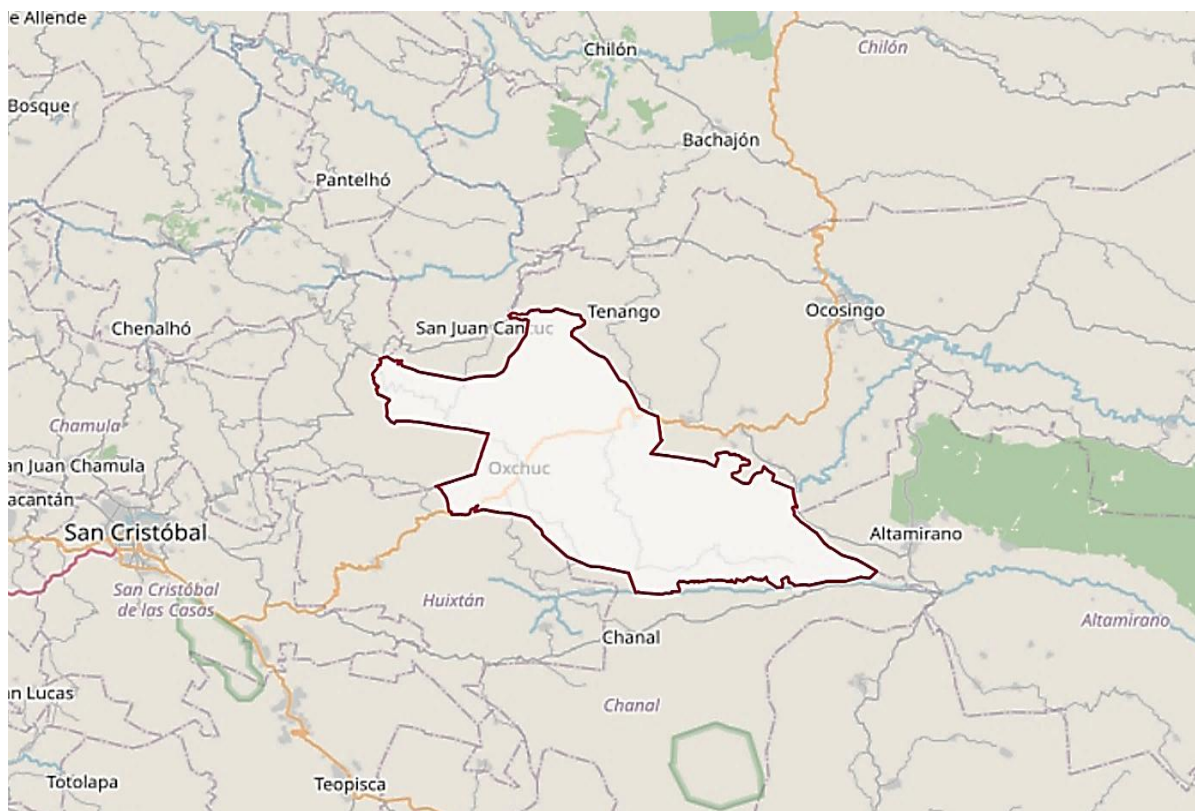 e Allende
Chilón
Chilón
Bosque
Bachajón
Pantelhó
Tenango
Ocosingo
San Juan Cancuc
Chenalhó
Chamula
an Juan Chamula
Oxchuc
acantán
San Cristóbal
Altamirano
San Cristóbal
de las Casas
Huixtán
Altamirano
Chanal
an Lucas
Chanal
Totolapa
Teopisca